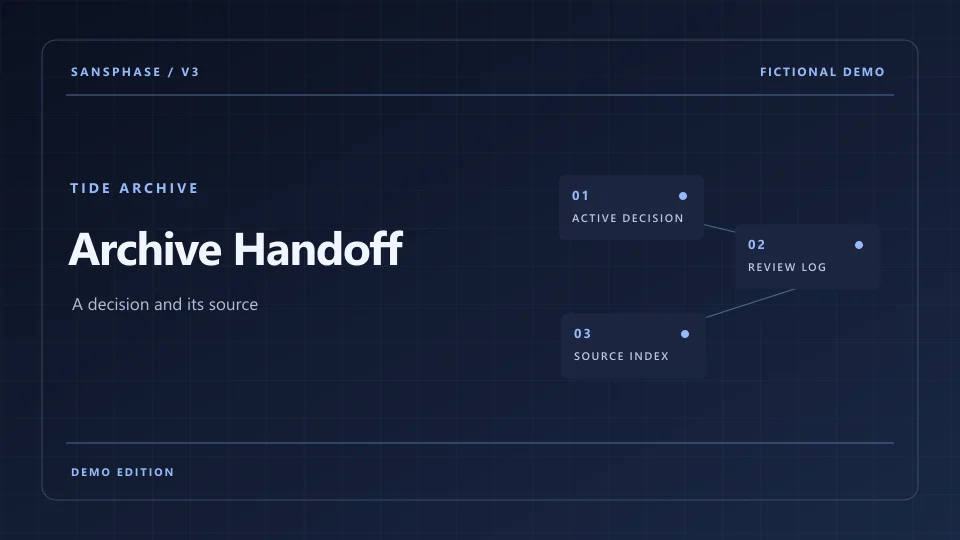 SANSPHASE / V3
FICTIONAL DEMO
TIDE ARCHIVE
Archive Handoff
A decision and its source
01
ACTIVE DECISION
02
REVIEW LOG
03
SOURCE INDEX
DEMO EDITION